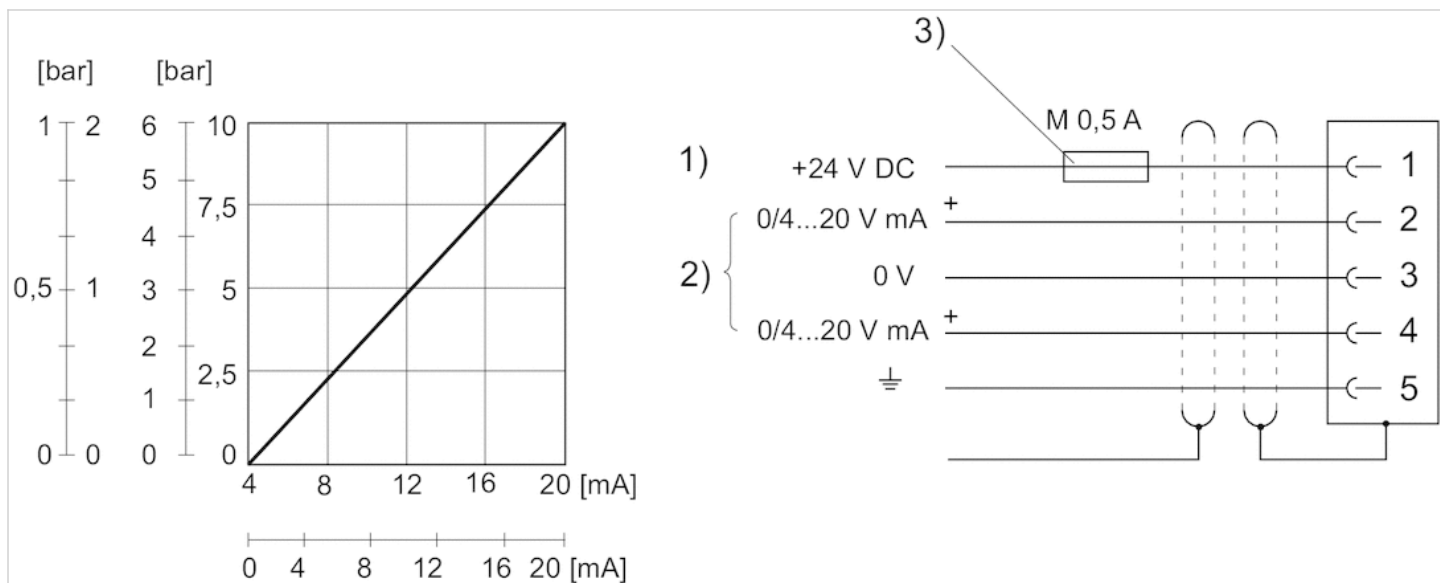 [bar] [bar]
1 2 6 10
5
7,5
4
0,5 1 3 5
2
2,5
1
0 0 0 0
4 8 12 16 20 [mA]
0 4 8 12 16 20 [mA]
3)
M 0,5 A
1) +24 V DC 1
0/4...20 V mA + 2
2) 0 V 3
0/4...20 V mA + 4
5